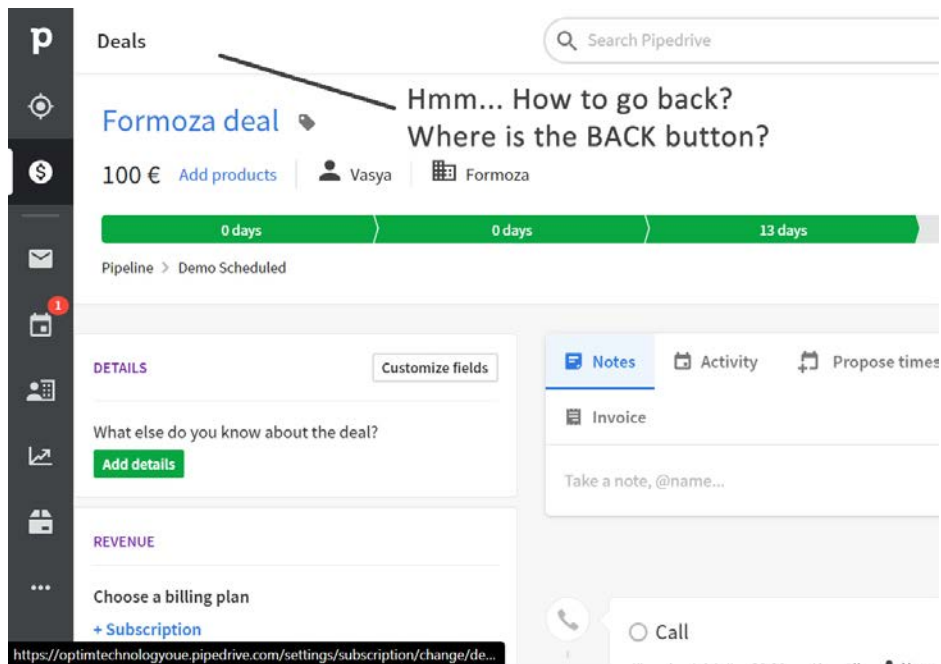 p
Deals
Search Pipedrive
Hmm... How to go back?
Where is the BACK button?
Formoza deal
100 € Add products Vasya Formoza
0 days 0 days 13 days
Pipeline > Demo Scheduled
1
DETAILS Customize fields
Notes Activity Propose times
Invoice
What else do you know about the deal?
Add details
Take a note, @name...
REVENUE
Choose a billing plan
+ Subscription
Call
https://optimtechnologyoue.pipedrive.com/settings/subscription/change/de...